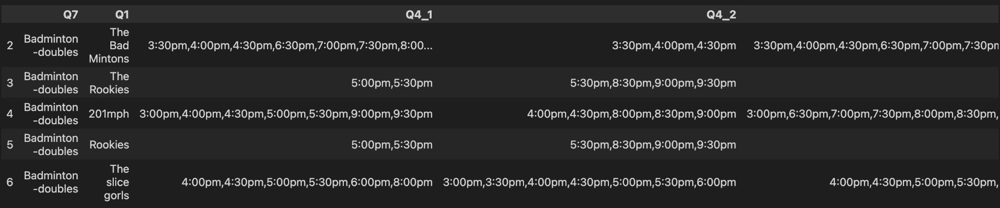 Q7 Q1 Q4_1 Q4_2
2 Badminton -doubles The Bad Mintons 3:30pm,4:00pm,4:30pm,6:30pm,7:00pm,7:30pm,8:00... 3:30pm,4:00pm,4:30pm 3:30pm,4:00pm,4:30pm,6:30pm,7:00pm,7:30pm
3 Badminton -doubles The Rookies 5:00pm,5:30pm 5:30pm,8:30pm,9:00pm,9:30pm
4 Badminton -doubles 201mph 3:00pm,4:00pm,4:30pm,5:00pm,5:30pm,9:00pm,9:30pm 4:00pm,4:30pm,8:00pm,8:30pm,9:00pm 3:00pm,6:30pm,7:00pm,7:30pm,8:00pm,8:30pm,
5 Badminton -doubles Rookies 5:00pm,5:30pm 5:30pm,8:30pm,9:00pm,9:30pm
6 Badminton -doubles The slice gorls 4:00pm,4:30pm,5:00pm,5:30pm,6:00pm,8:00pm 3:00pm,3:30pm,4:00pm,4:30pm,5:00pm,5:30pm,6:00pm 4:00pm,4:30pm,5:00pm,5:30pm,